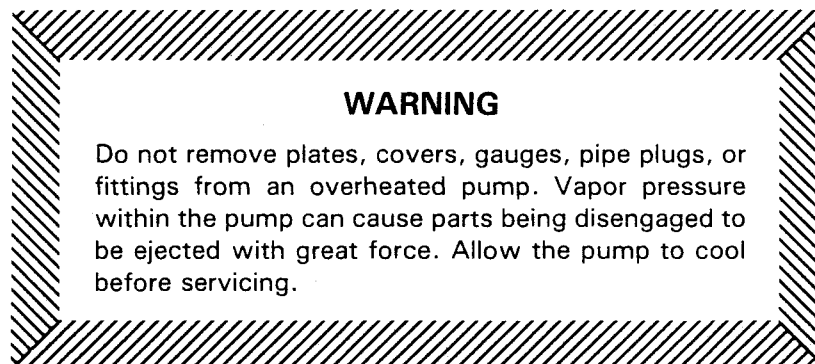 WARNING
Do not remove plates, covers, gauges, pipe plugs, or
fittings from an overheated pump. Vapor pressure
within the pump can cause parts being disengaged to
be ejected with great force. Allow the pump to cool
before servicing.